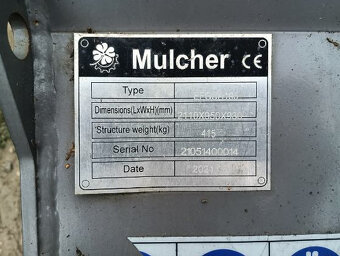 Mulcher CE
Type
Dimensions(LxWxH)(mm)
Structure weight(kg) 415
Serial No 21051400014
Date